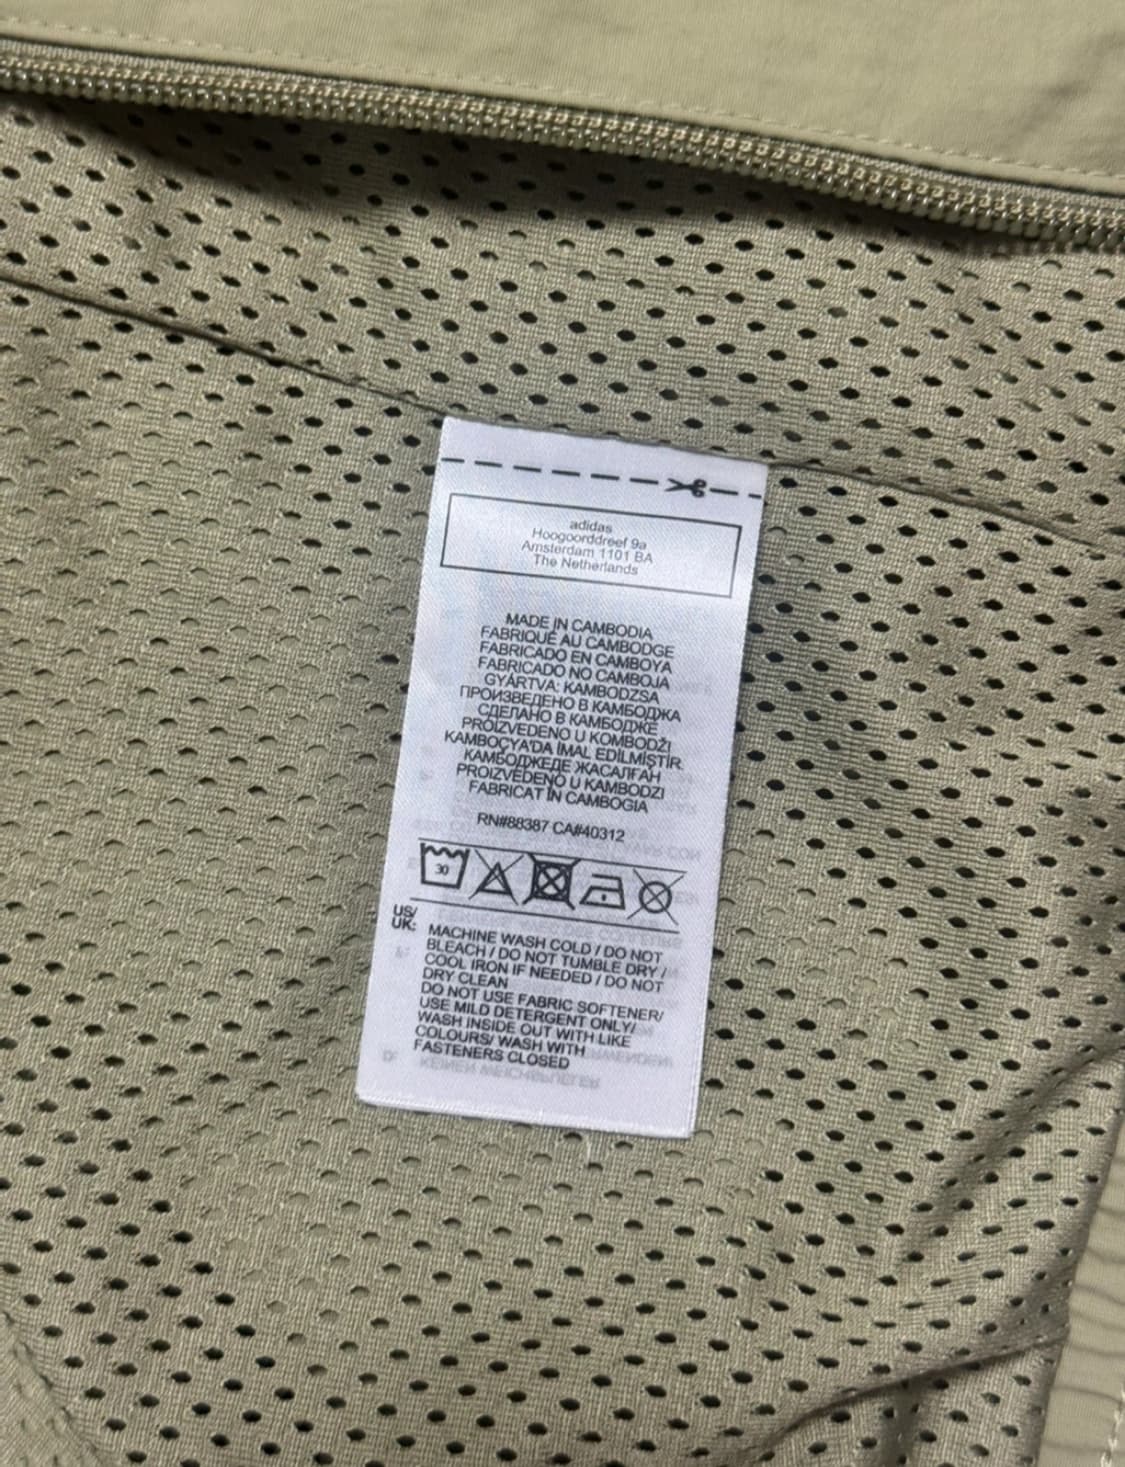 adidas
Hoogoorddreef 9a
Amsterdam 1101 BA
The Netherlands
MADE IN CAMBODIA
FABRIQUÉ AU CAMBODGE
FABRICADO EN CAMBOYA
FABRICADO NO CAMBOJA
GYÁRTVA: KAMBODZSA
ПРОИЗВЕДЕНО В КАМБОДЖА
СДЕЛАНО В КАМБОДЖЕ
PROIZVEDENO U KOMBODŽI
KAMBOÇYA'DA İMAL EDİLMİŞTİR.
КАМБОДЖЕДЕ ЖАСАЛҒАН
PROIZVEDENO U KAMBODZI
FABRICAT ÎN CAMBOGIA
RN#88387 CA#40312
30
US/
UK:
MACHINE WASH COLD / DO NOT
BLEACH / DO NOT TUMBLE DRY /
COOL IRON IF NEEDED / DO NOT
DRY CLEAN
DO NOT USE FABRIC SOFTENER/
USE MILD DETERGENT ONLY/
WASH INSIDE OUT WITH LIKE
COLOURS/ WASH WITH
FASTENERS CLOSED